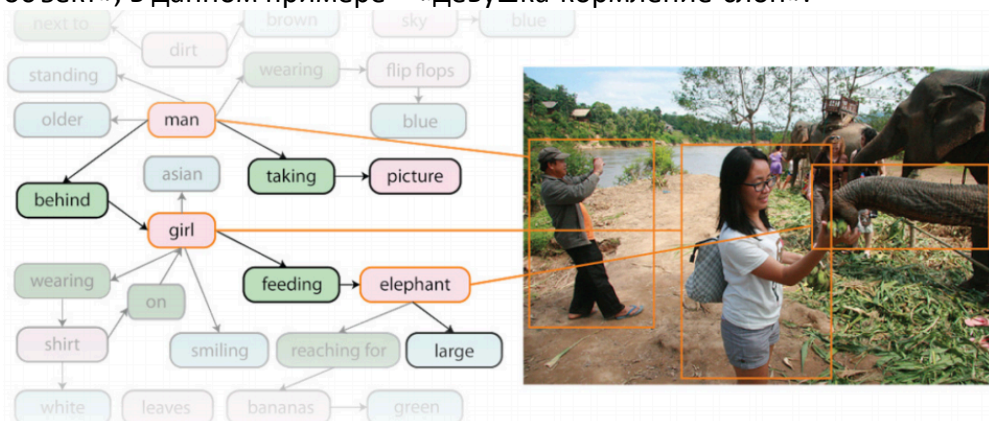 объект», в данном примере – «девушка-кормление-слон».
next to
brown
sky
blue
dirt
standing
wearing
flip flops
older
man
blue
asian
taking
picture
behind
girl
wearing
on
feeding
elephant
shirt
smiling
reaching for
large
white
leaves
bananas
green